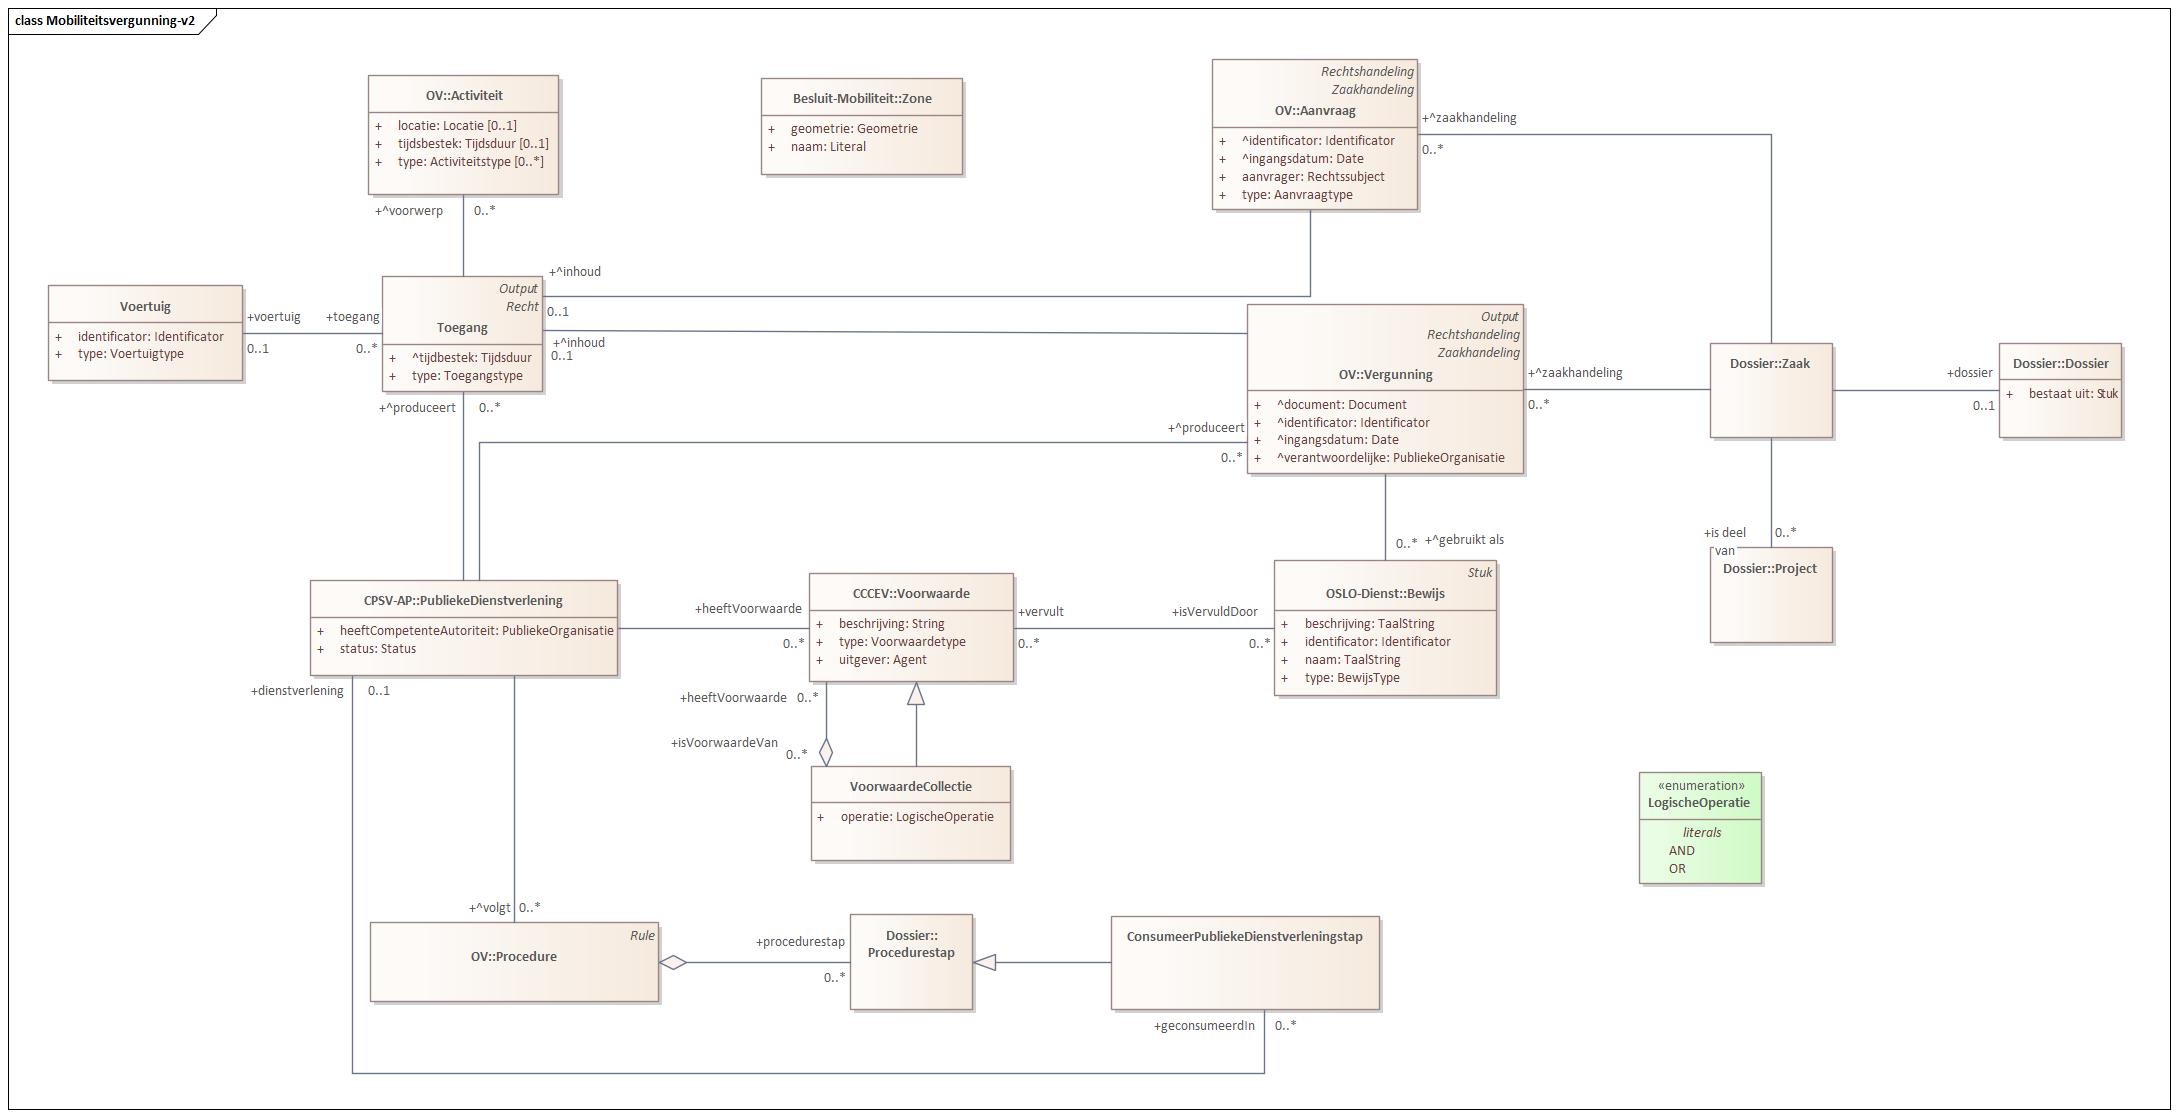 class Mobiliteitsvergunning-v2
OV::Activiteit
+ locatie: Locatie [0..1]
+ tijdsbestek: Tijdsduur [0..1]
+ type: Activiteitstype [0..*]
Besluit-Mobiliteit::Zone
+ geometrie: Geometrie
+ naam: Literal
Rechtshandeling
Zaakhandeling
OV::Aanvraag
+ ^identificator: Identificator
+ ^ingangsdatum: Date
+ aanvrager: Rechtssubject
+ type: Aanvraagtype
+^zaakhandeling
0..*
+^voorwerp 0..*
Voertuig
+ identificator: Identificator
+ type: Voertuigtype
+voertuig
0..1
+toegang
0..*
Output
Recht
Toegang
+ ^tijdbestek: Tijdsduur
+ type: Toegangstype
+^inhoud
0..1
+^inhoud
0..1
+^produceert 0..*
Output
Rechtshandeling
Zaakhandeling
OV::Vergunning
+ ^document: Document
+ ^identificator: Identificator
+ ^ingangsdatum: Date
+ ^verantwoordelijke: PubliekeOrganisatie
+^produceert
0..*
+^zaakhandeling
0..*
Dossier::Zaak
+dossier
0..1
Dossier::Dossier
+ bestaat uit: Stuk
+is deel
van
0..*
Dossier::Project
0..* +^gebruikt als
CPSV-AP::PubliekeDienstverlening
+ heeftCompetenteAutoriteit: PubliekeOrganisatie
+ status: Status
+heeftVoorwaarde
0..*
CCCEV::Voorwaarde
+ beschrijving: String
+ type: Voorwaardetype
+ uitgever: Agent
+vervult
0..*
+isVervuldDoor
0..*
Stuk
OSLO-Dienst::Bewijs
+ beschrijving: TaalString
+ identificator: Identificator
+ naam: TaalString
+ type: BewijsType
+dienstverlening 0..1
+heeftVoorwaarde 0..*
+isVoorwaardeVan 0..*
VoorwaardeCollectie
+ operatie: LogischeOperatie
«enumeration»
LogischeOperatie
literals
AND
OR
+^volgt 0..*
Rule
OV::Procedure
+procedurestap
0..*
Dossier::
Procedurestap
ConsumeerPubliekeDienstverleningstap
+geconsumeerdIn 0..*